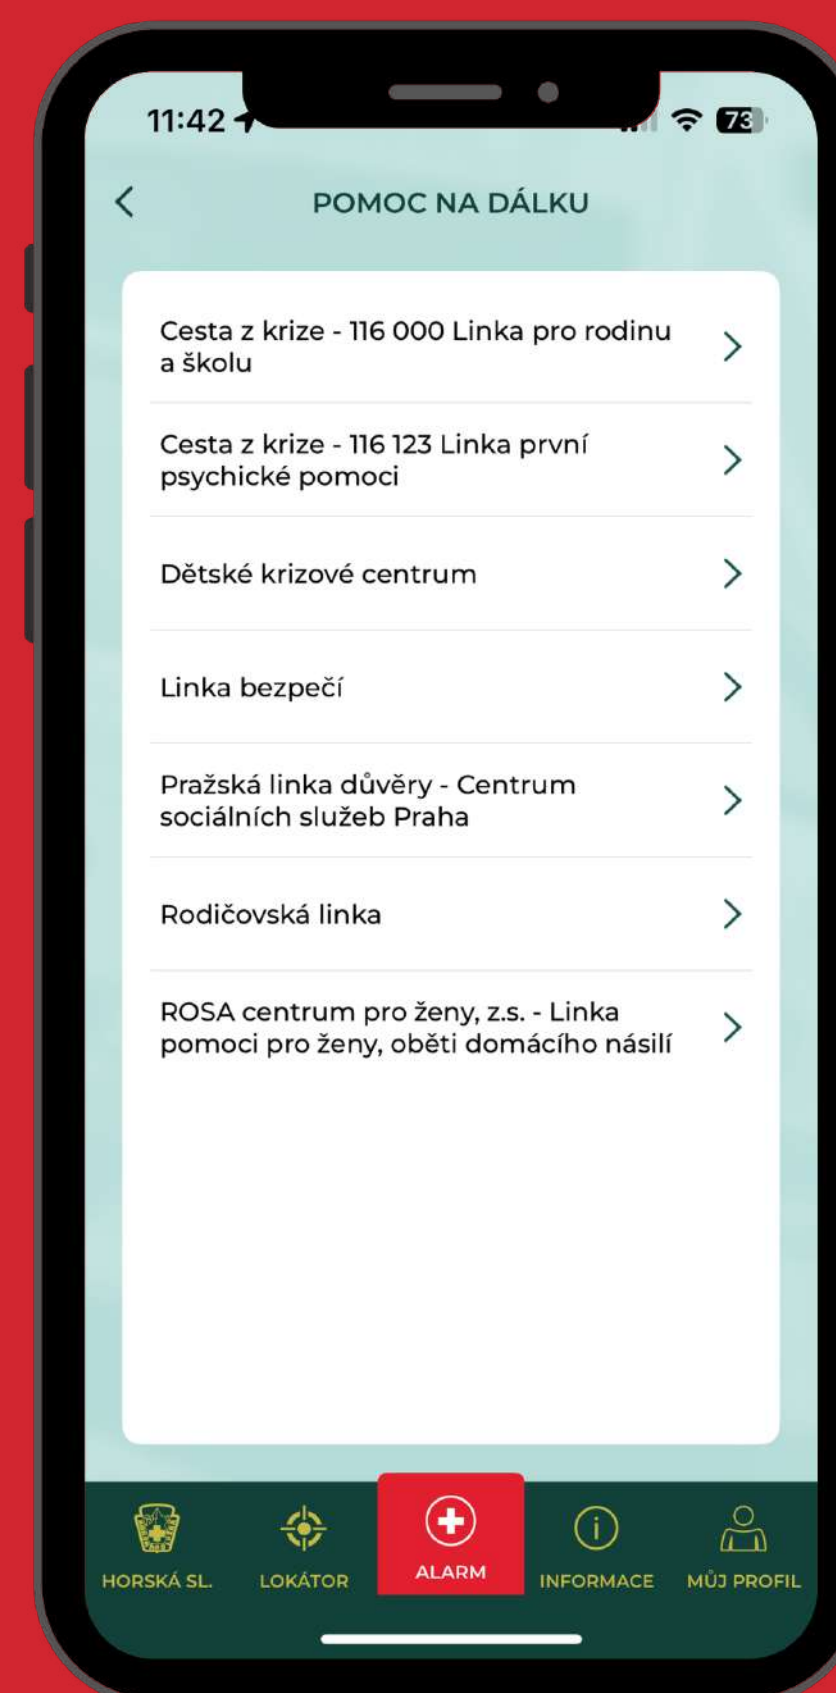 11:42
73
POMOC NA DÁLKU
Cesta z krize - 116 000 Linka pro rodinu
a školu
Cesta z krize - 116 123 Linka první
psychické pomoci
Dětské krizové centrum
Linka bezpečí
Pražská linka důvěry - Centrum
sociálních služeb Praha
Rodičovská linka
ROSA centrum pro ženy, z.s. - Linka
pomoci pro ženy, oběti domácího násilí
HORSKÁ SL.
LOKÁTOR
ALARM
INFORMACE
MŮJ PROFIL